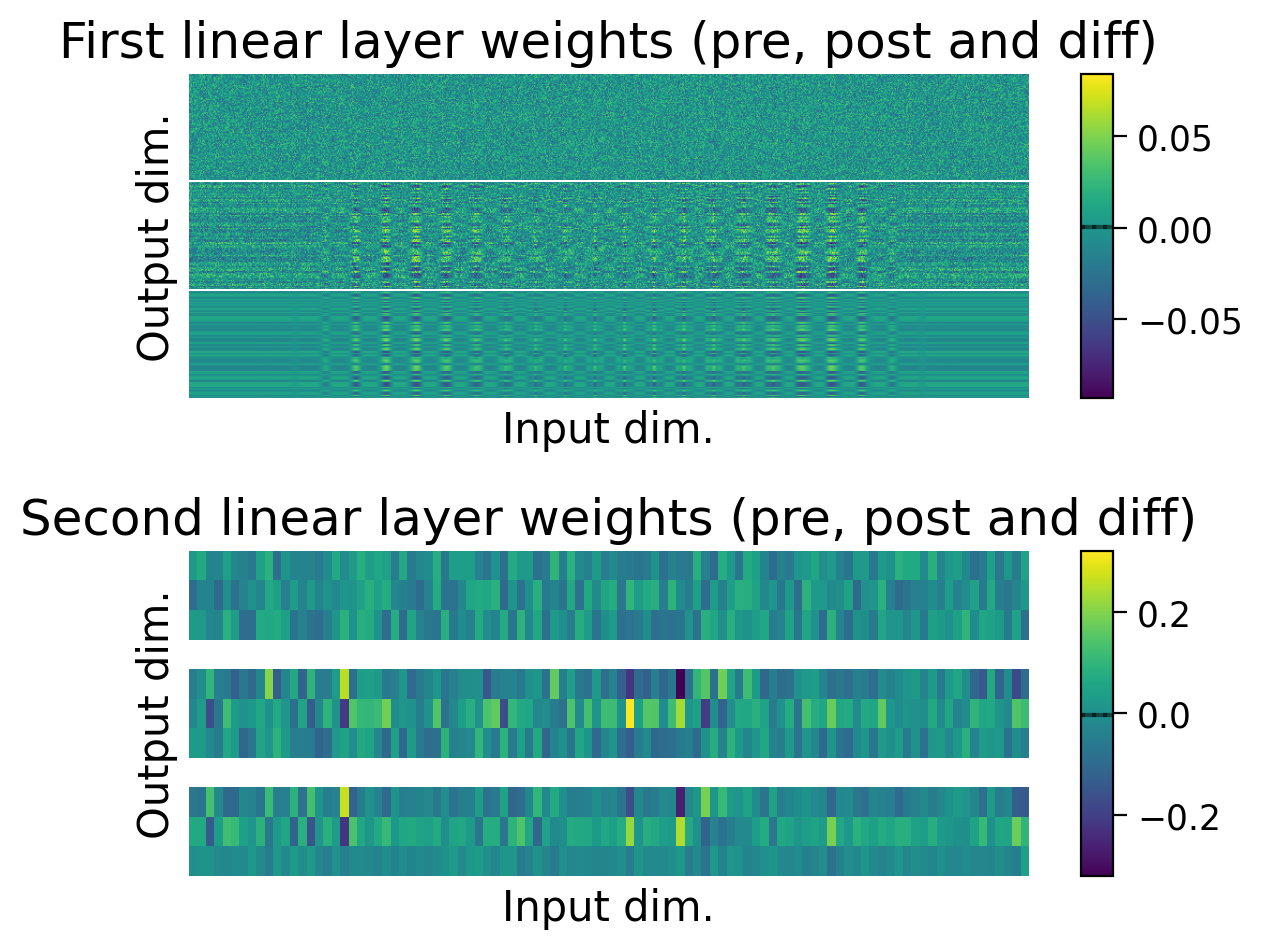 First linear layer weights (pre, post and diff)
Output dim.
0.05
0.00
−0.05
Input dim.
Second linear layer weights (pre, post and diff)
Output dim.
0.2
0.0
−0.2
Input dim.